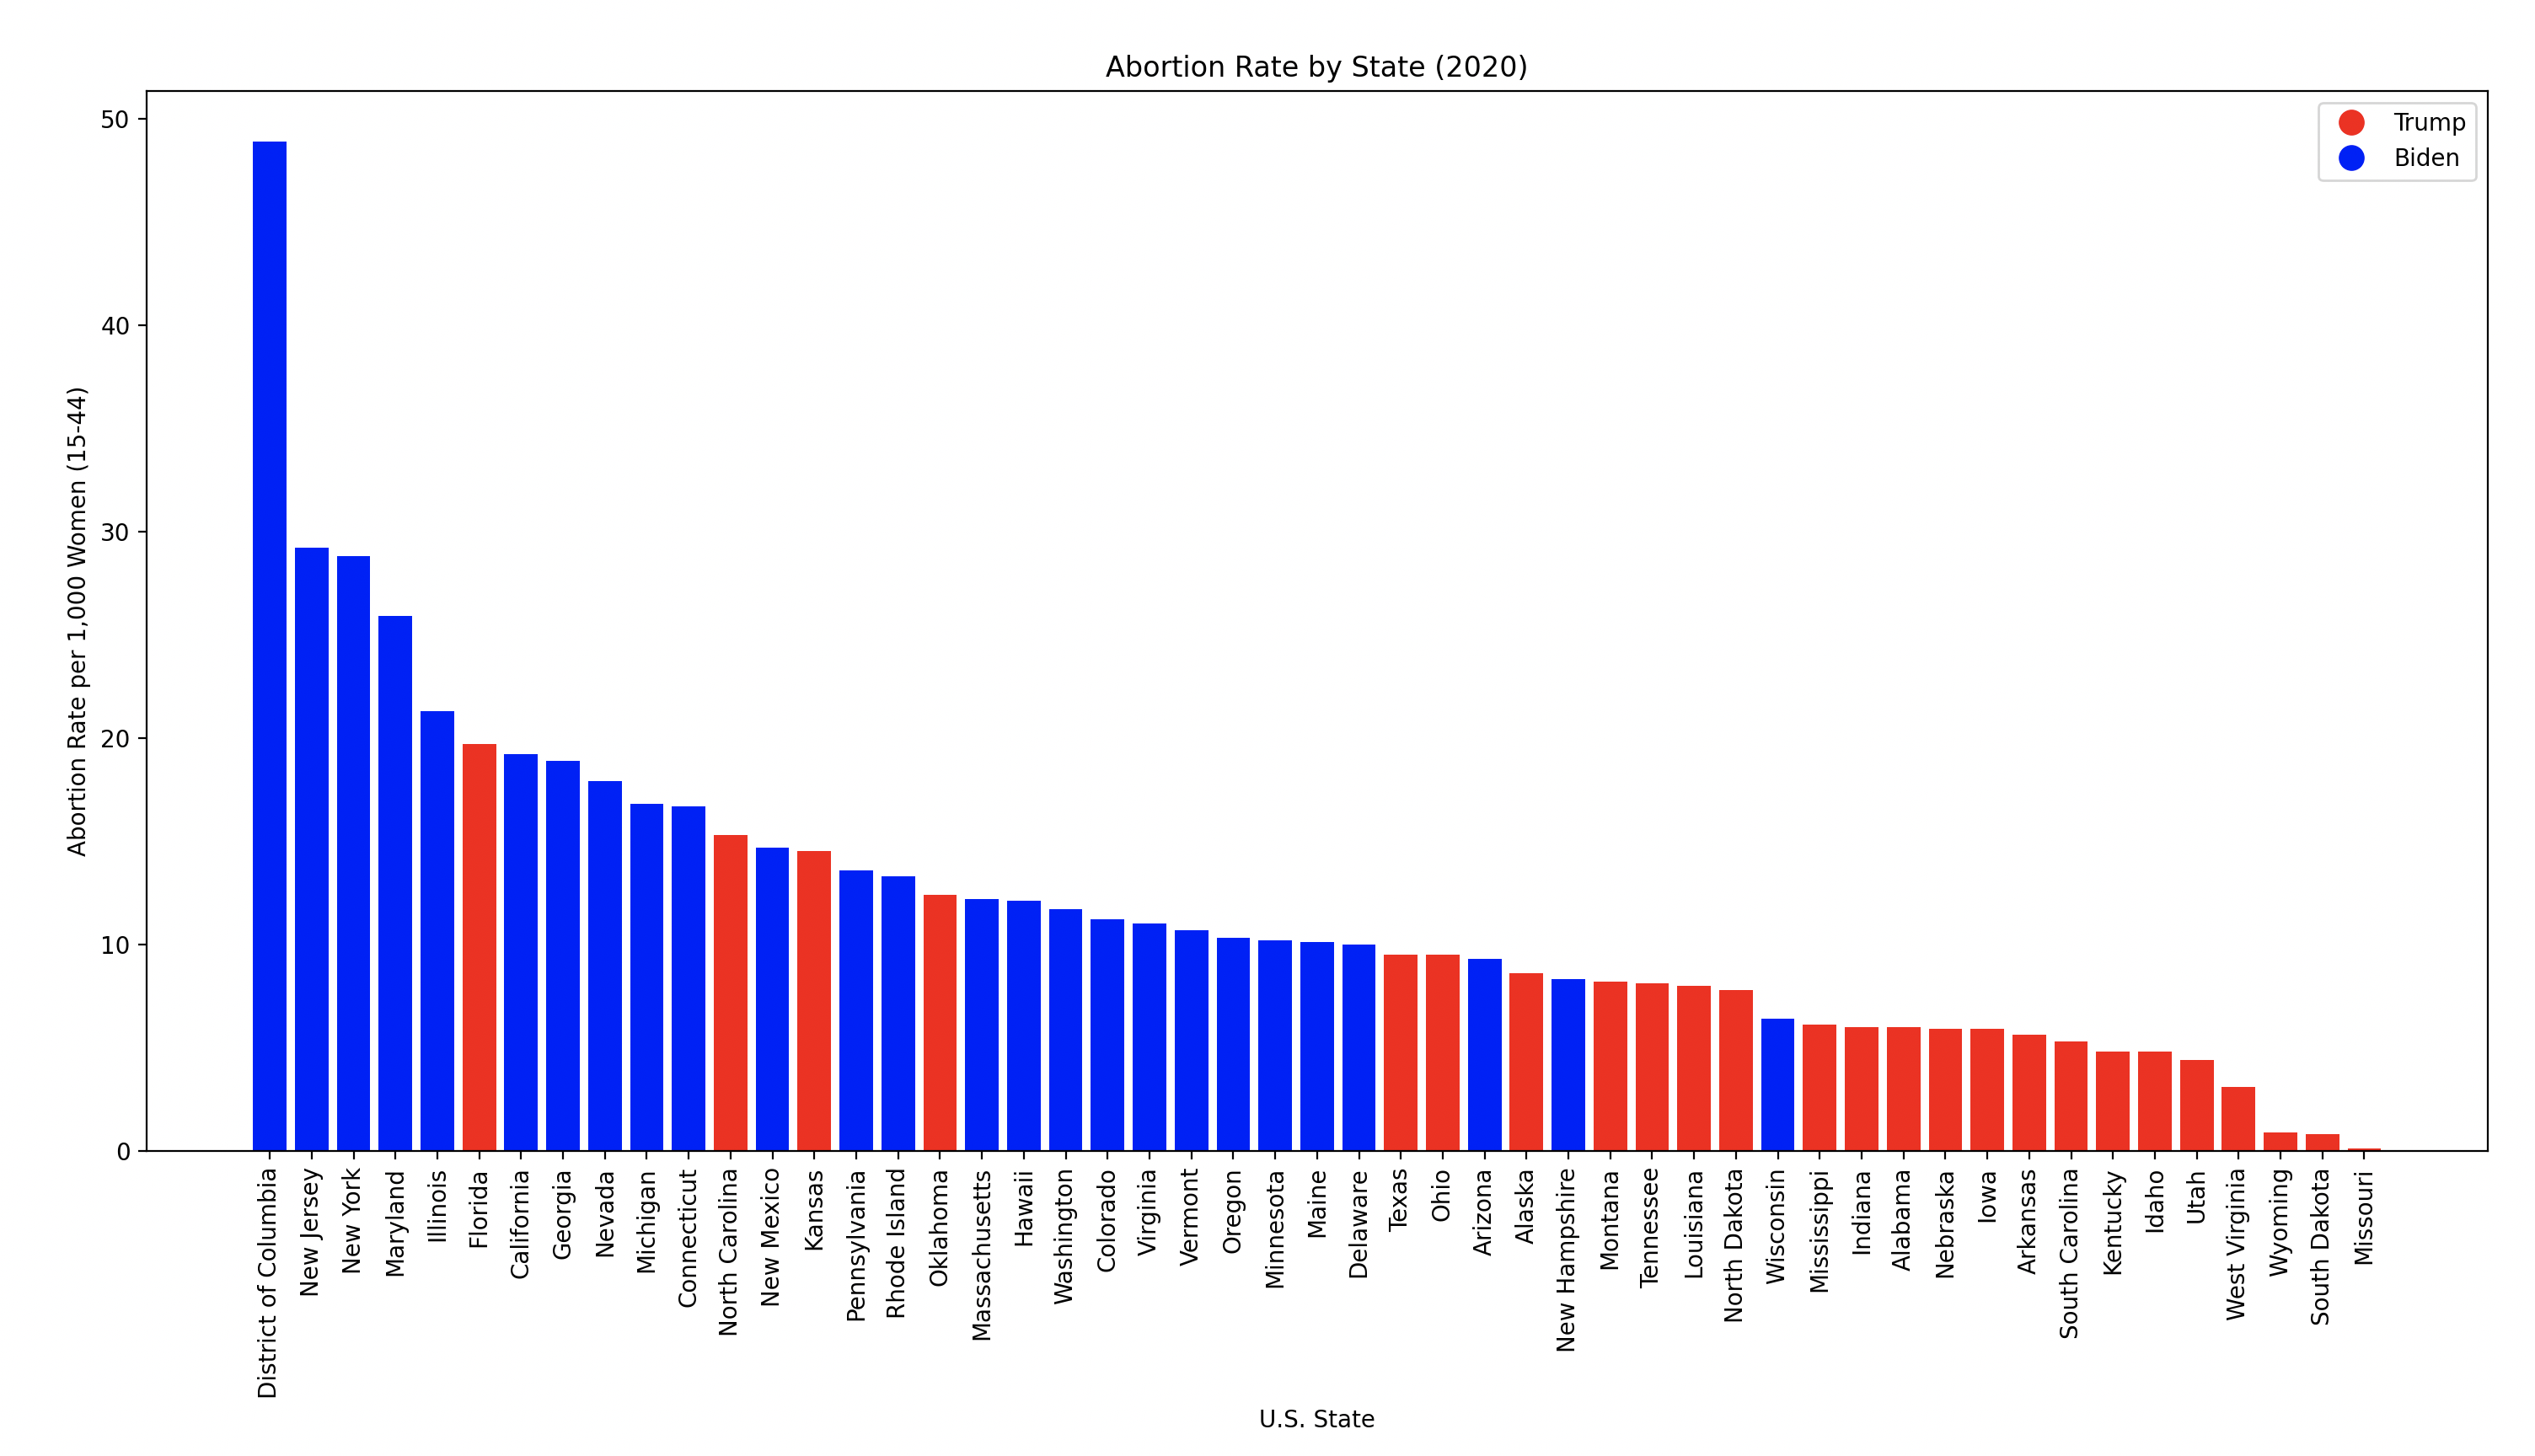 Abortion Rate by State (2020)
Trump
Biden
Abortion Rate per 1,000 Women (15-44)
50
40
30
20
10
0
District of Columbia
New Jersey
New York
Maryland
Illinois
Florida
California
Georgia
Nevada
Michigan
Connecticut
North Carolina
New Mexico
Kansas
Pennsylvania
Rhode Island
Oklahoma
Massachusetts
Hawaii
Washington
Colorado
Virginia
Vermont
Oregon
Minnesota
Maine
Delaware
Texas
Ohio
Arizona
Alaska
New Hampshire
Montana
Tennessee
Louisiana
North Dakota
Wisconsin
Mississippi
Indiana
Alabama
Nebraska
Iowa
Arkansas
South Carolina
Kentucky
Idaho
Utah
West Virginia
Wyoming
South Dakota
Missouri
U.S. State